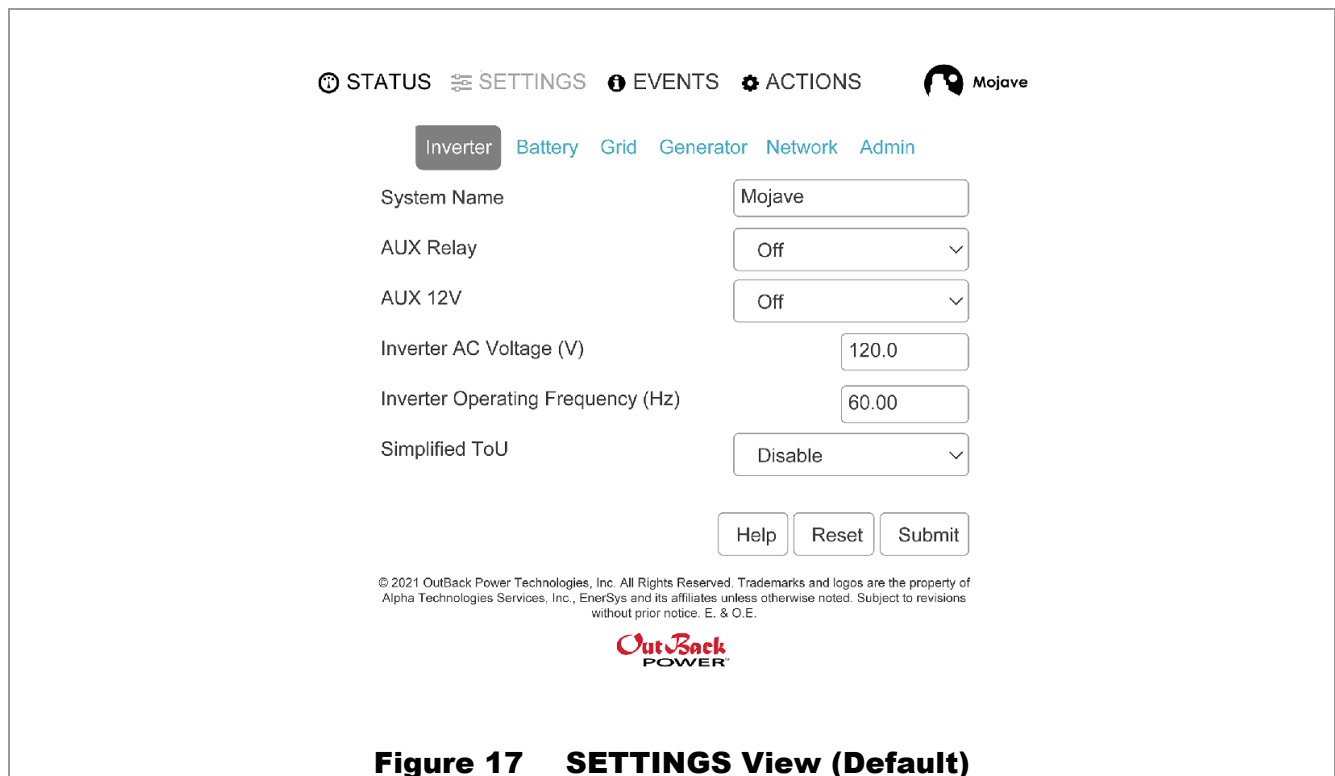 STATUS SETTINGS EVENTS ACTIONS Mojave
Inverter Battery Grid Generator Network Admin
System Name Mojave
AUX Relay Off
AUX 12V Off
Inverter AC Voltage (V) 120.0
Inverter Operating Frequency (Hz) 60.00
Simplified ToU Disable
Help Reset Submit
© 2021 OutBack Power Technologies, Inc. All Rights Reserved. Trademarks and logos are the property of
Alpha Technologies Services, Inc., EnerSys and its affiliates unless otherwise noted. Subject to revisions
without prior notice. E. & O.E.
OutBack
POWER™
Figure 17 SETTINGS View (Default)